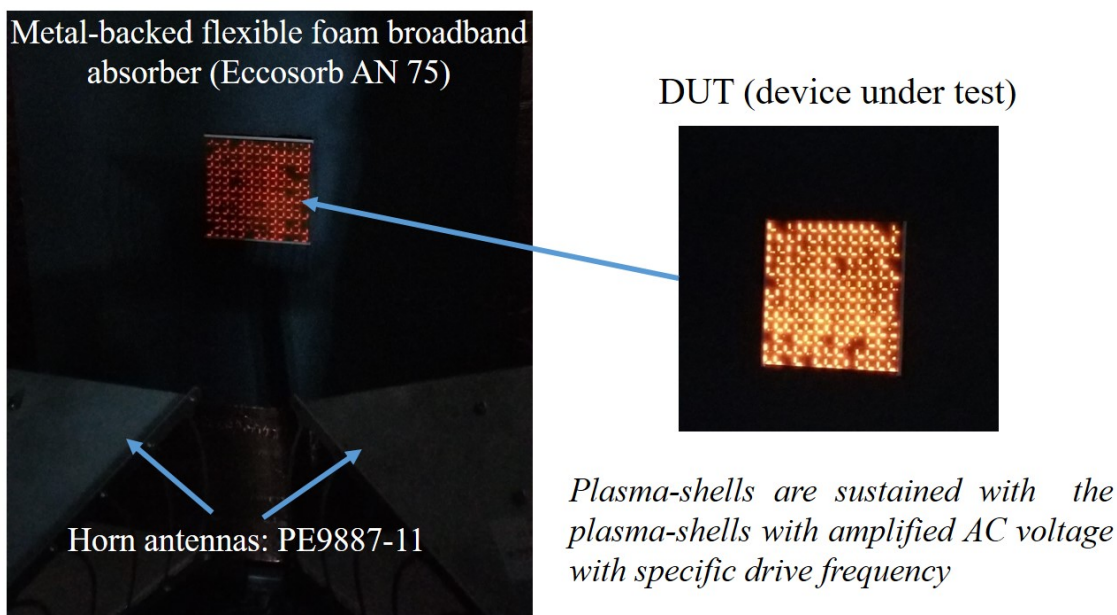 Metal-backed flexible foam broadband
absorber (Eccosorb AN 75)
DUT (device under test)
Horn antennas: PE9887-11
Plasma-shells are sustained with the
plasma-shells with amplified AC voltage
with specific drive frequency